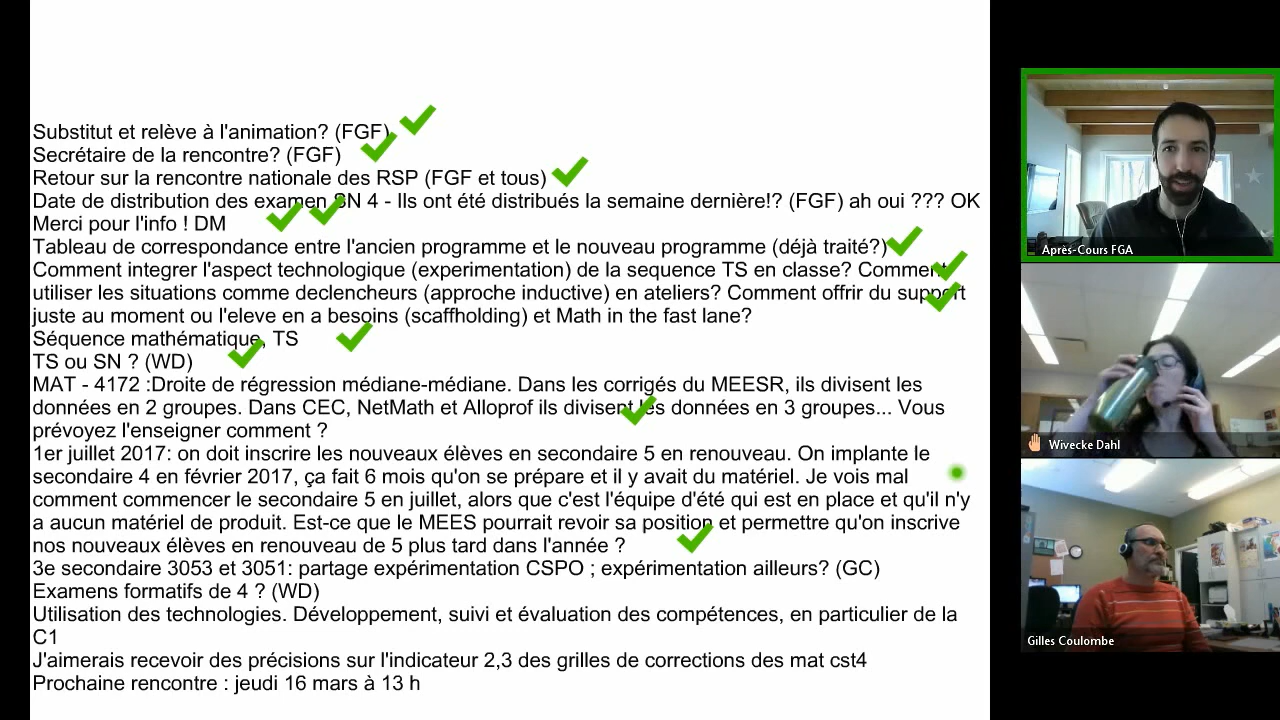 Substitut et relève à l'animation? (FGF)
Secrétaire de la rencontre? (FGF)
Retour sur la rencontre nationale des RSP (FGF et tous)
Date de distribution des examen SN 4 - Ils ont été distribués la semaine dernière!? (FGF) ah oui ??? OK
Merci pour l'info ! DM
Tableau de correspondance entre l'ancien programme et le nouveau programme (déjà traité?)
Comment integrer l'aspect technologique (experimentation) de la sequence TS en classe? Comment
utiliser les situations comme declencheurs (approche inductive) en ateliers? Comment offrir du support
juste au moment ou l'eleve en a besoins (scaffholding) et Math in the fast lane?
Séquence mathématique, TS
TS ou SN ? (WD)
MAT - 4172 :Droite de régression médiane-médiane. Dans les corrigés du MEESR, ils divisent les
données en 2 groupes. Dans CEC, NetMath et Alloprof ils divisent les données en 3 groupes... Vous
prévoyez l'enseigner comment ?
1er juillet 2017: on doit inscrire les nouveaux élèves en secondaire 5 en renouveau. On implante le
secondaire 4 en février 2017, ça fait 6 mois qu'on se prépare et il y avait du matériel. Je vois mal
comment commencer le secondaire 5 en juillet, alors que c'est l'équipe d'été qui est en place et qu'il n'y
a aucun matériel de produit. Est-ce que le MEES pourrait revoir sa position et permettre qu'on inscrive
nos nouveaux élèves en renouveau de 5 plus tard dans l'année ?
3e secondaire 3053 et 3051: partage expérimentation CSPO ; expérimentation ailleurs? (GC)
Examens formatifs de 4 ? (WD)
Utilisation des technologies. Développement, suivi et évaluation des compétences, en particulier de la
C1
J'aimerais recevoir des précisions sur l'indicateur 2,3 des grilles de corrections des mat cst4
Prochaine rencontre : jeudi 16 mars à 13 h
Après-Cours FGA
Wivecke Dahl
Gilles Coulombe